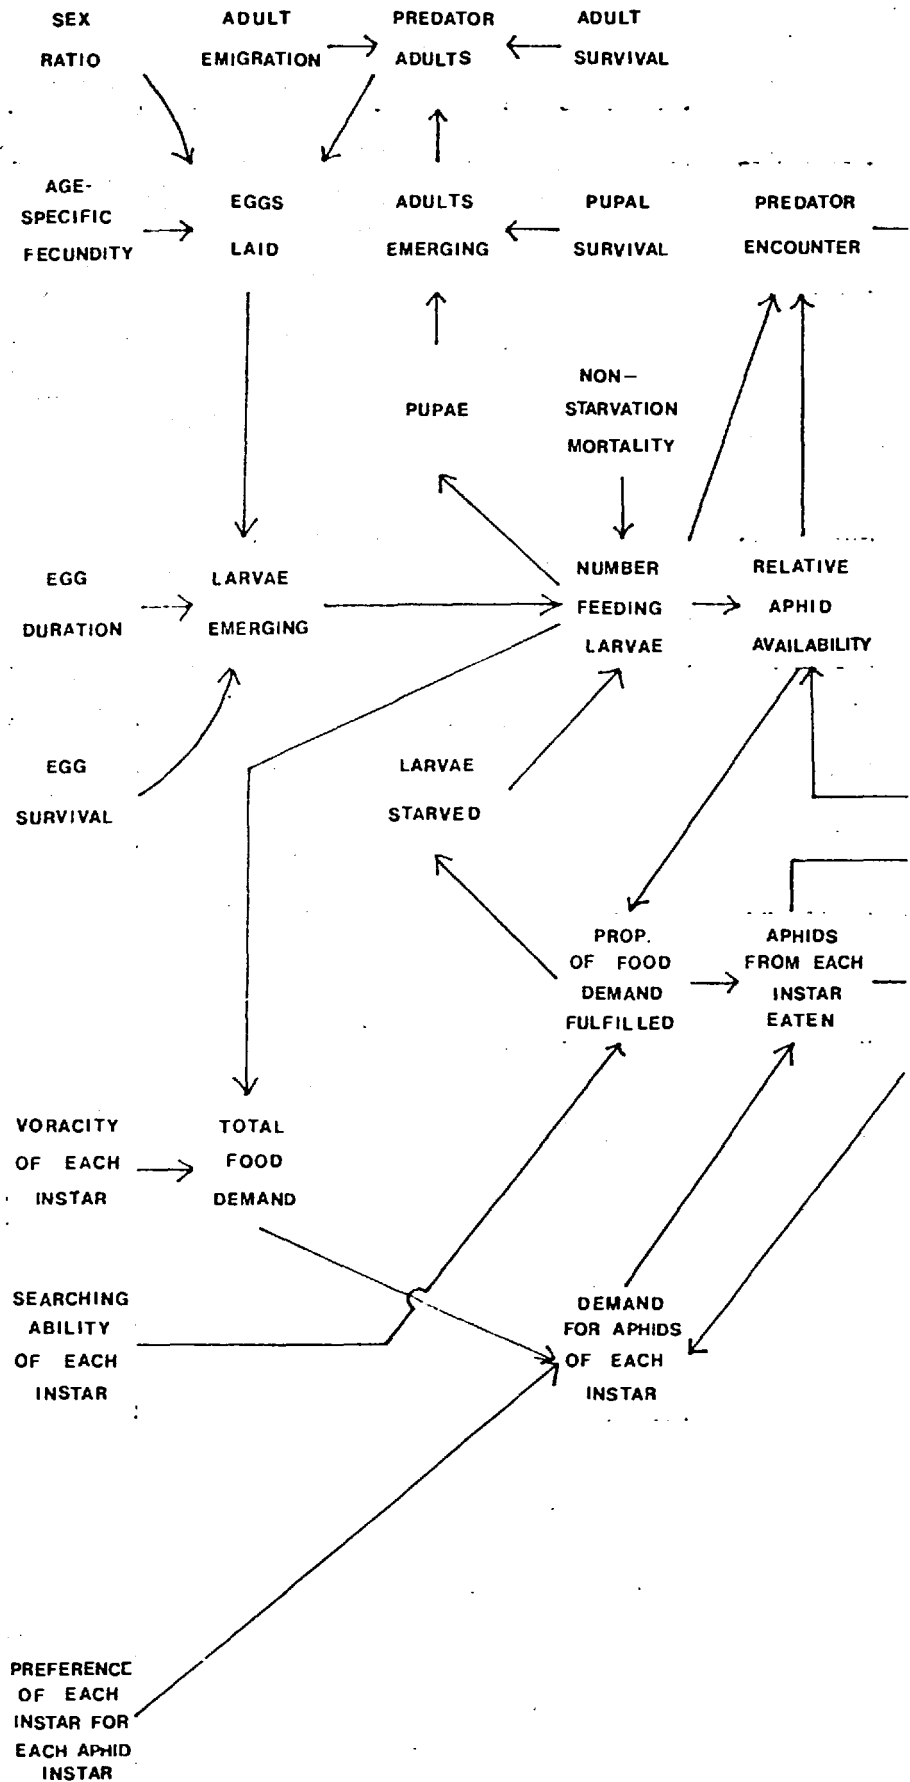 SEX
RATIO
ADULT
EMIGRATION
PREDATOR
ADULTS
ADULT
SURVIVAL
AGE-
SPECIFIC
FECUNDITY
EGGS
LAID
ADULTS
EMERGING
PUPAL
SURVIVAL
PREDATOR
ENCOUNTER
PUPAE
NON-
STARVATION
MORTALITY
EGG
DURATION
LARVAE
EMERGING
NUMBER
FEEDING
LARVAE
RELATIVE
APHID
AVAILABILITY
EGG
SURVIVAL
LARVAE
STARVED
PROP.
OF FOOD
DEMAND
FULFILLED
APHIDS
FROM EACH
INSTAR
EATEN
VORACITY
OF EACH
INSTAR
TOTAL
FOOD
DEMAND
SEARCHING
ABILITY
OF EACH
INSTAR
DEMAND
FOR APHIDS
OF EACH
INSTAR
PREFERENCE
OF EACH
INSTAR FOR
EACH APHID
INSTAR